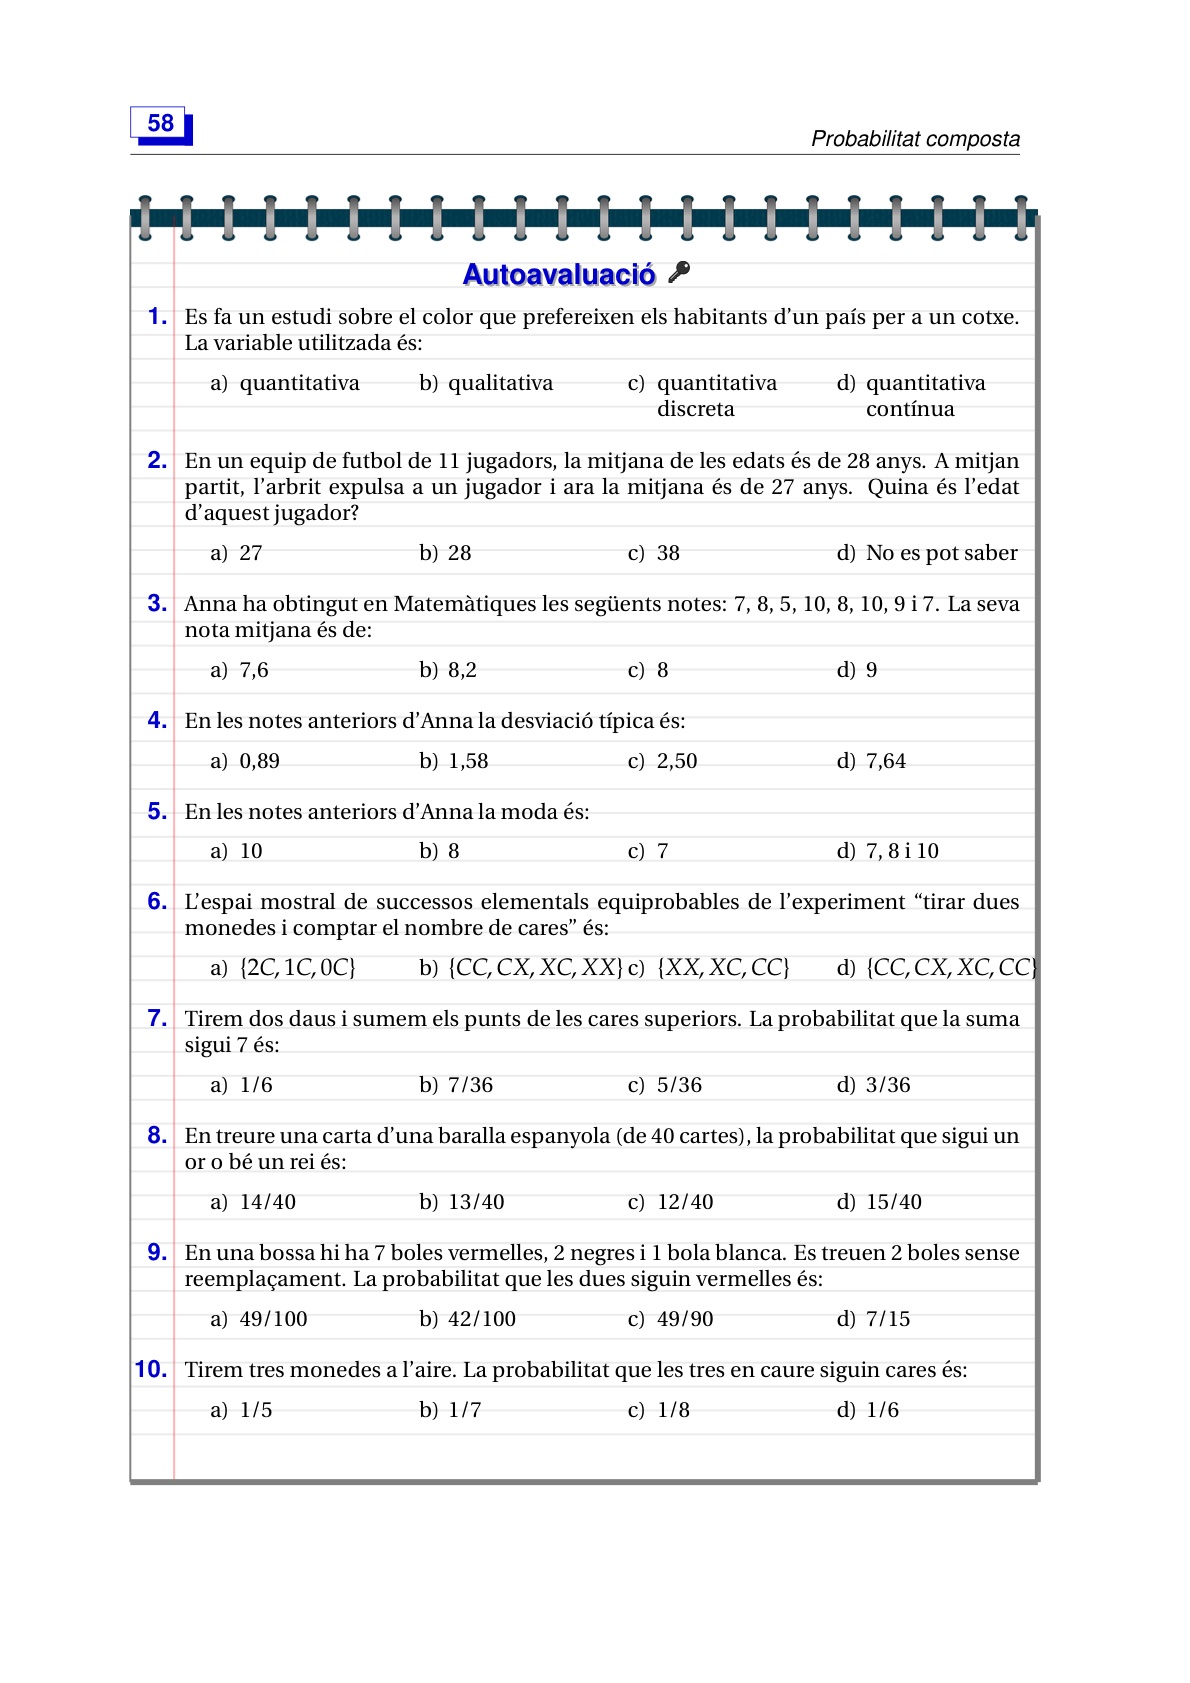 58
Probabilitat composta
Autoavaluació
1. Es fa un estudi sobre el color que prefereixen els habitants d’un país per a un cotxe.
La variable utilitzada és:
a) quantitativa b) qualitativa c) quantitativa d) quantitativa
discreta contínua
2. En un equip de futbol de 11 jugadors, la mitjana de les edats és de 28 anys. A mitjan
partit, l’arbrit expulsa a un jugador i ara la mitjana és de 27 anys. Quina és l’edat
d’aquest jugador?
a) 27 b) 28 c) 38 d) No es pot saber
3. Anna ha obtingut en Matemàtiques les següents notes: 7, 8, 5, 10, 8, 10, 9 i 7. La seva
nota mitjana és de:
a) 7,6 b) 8,2 c) 8 d) 9
4. En les notes anteriors d’Anna la desviació típica és:
a) 0,89 b) 1,58 c) 2,50 d) 7,64
5. En les notes anteriors d’Anna la moda és:
a) 10 b) 8 c) 7 d) 7, 8 i 10
6. L’espai mostral de successos elementals equiprobables de l’experiment “tirar dues
monedes i comptar el nombre de cares” és:
a) {2C, 1C, 0C} b) {CC, CX, XC, XX} c) {XX, XC, CC} d) {CC, CX, XC, CC}
7. Tirem dos daus i sumem els punts de les cares superiors. La probabilitat que la suma
sigui 7 és:
a) 1/6 b) 7/36 c) 5/36 d) 3/36
8. En treure una carta d’una baralla espanyola (de 40 cartes), la probabilitat que sigui un
or o bé un rei és:
a) 14/40 b) 13/40 c) 12/40 d) 15/40
9. En una bossa hi ha 7 boles vermelles, 2 negres i 1 bola blanca. Es treuen 2 boles sense
reemplaçament. La probabilitat que les dues siguin vermelles és:
a) 49/100 b) 42/100 c) 49/90 d) 7/15
10. Tirem tres monedes a l’aire. La probabilitat que les tres en caure siguin cares és:
a) 1/5 b) 1/7 c) 1/8 d) 1/6